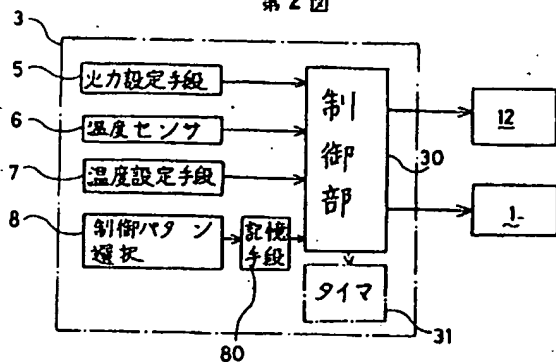 第2図
3
5
火力設定手段
6
温度センサ
7
温度設定手段
8
制御パタン
選択
記憶
手段
80
制
御
部
30
タイマ
31
12
1